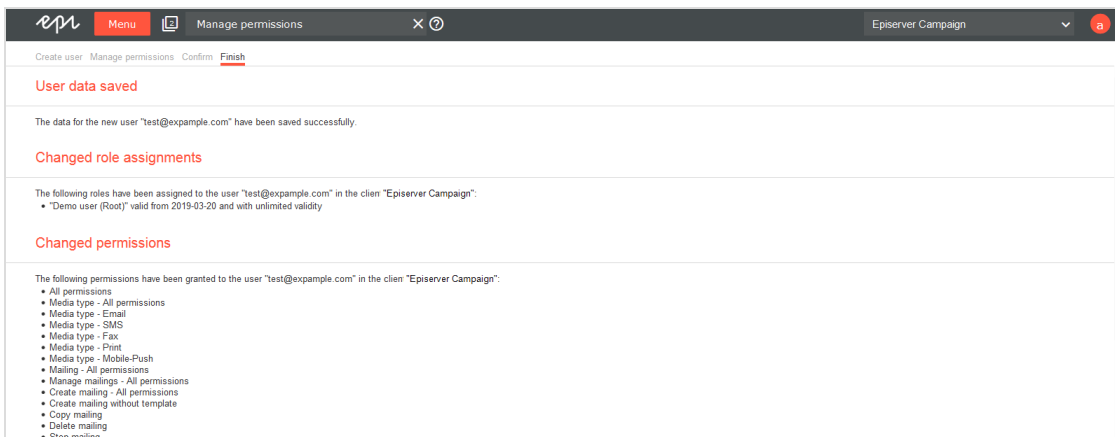 epi Menu 2 Manage permissions Episerver Campaign a
Create user Manage permissions Confirm Finish
User data saved
The data for the new user "test@expample.com" have been saved successfully.
Changed role assignments
The following roles have been assigned to the user "test@expample.com" in the clien "Episerver Campaign":
• "Demo user (Root)" valid from 2019-03-20 and with unlimited validity
Changed permissions
The following permissions have been granted to the user "test@expample.com" in the clien "Episerver Campaign":
• All permissions
• Media type - All permissions
• Media type - Email
• Media type - SMS
• Media type - Fax
• Media type - Print
• Media type - Mobile-Push
• Mailing - All permissions
• Manage mailings - All permissions
• Create mailing - All permissions
• Create mailing without template
• Copy mailing
• Delete mailing
• Stop mailing